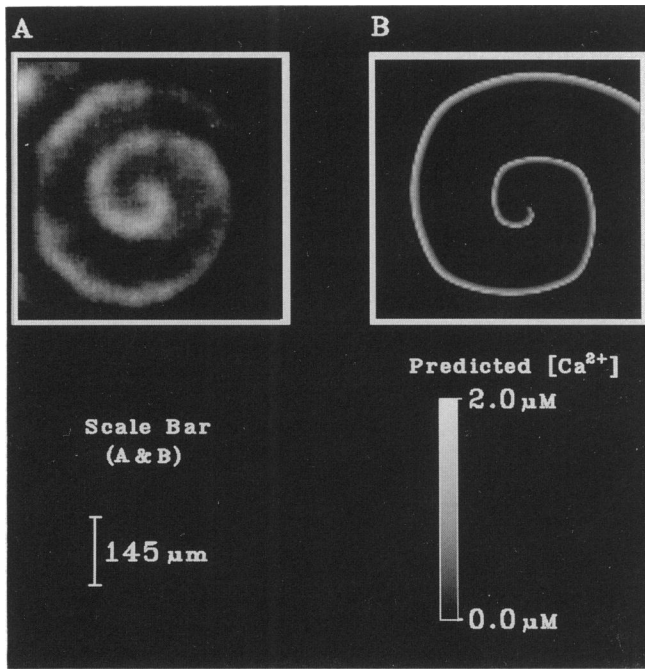 A
B
Predicted [Ca²⁺]
2.0 μM
0.0 μM
Scale Bar
(A & B)
145 μm